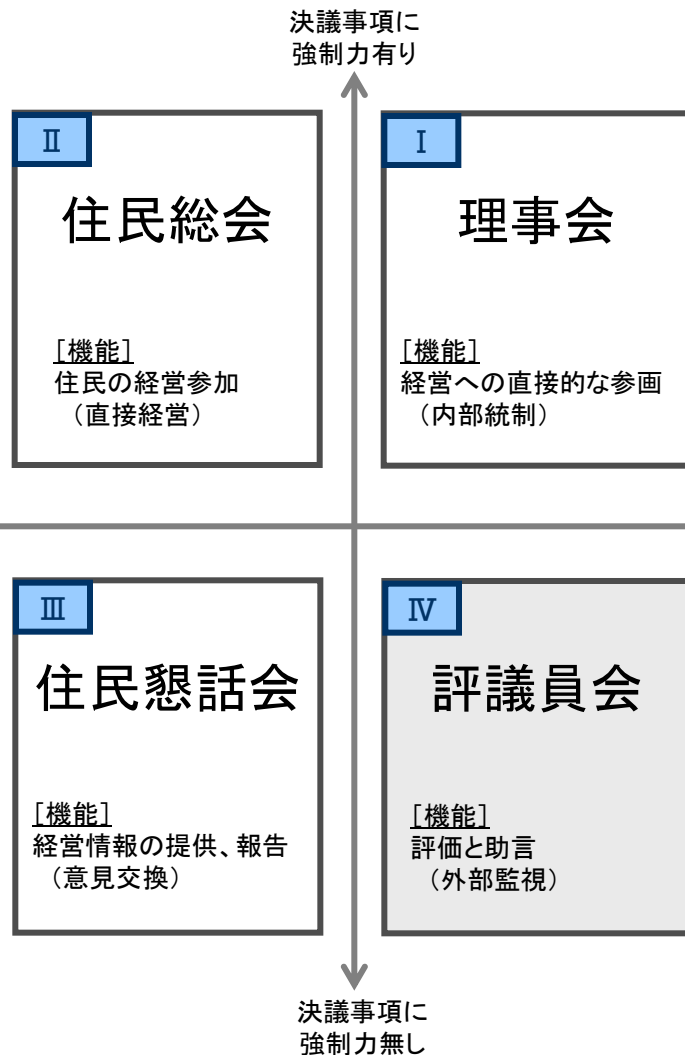 決議事項に
強制力有り
Ⅱ
住民総会
［機能］
住民の経営参加
（直接経営）
Ⅰ
理事会
［機能］
経営への直接的な参画
（内部統制）
Ⅲ
住民懇話会
［機能］
経営情報の提供、報告
（意見交換）
Ⅳ
評議員会
［機能］
評価と助言
（外部監視）
決議事項に
強制力無し